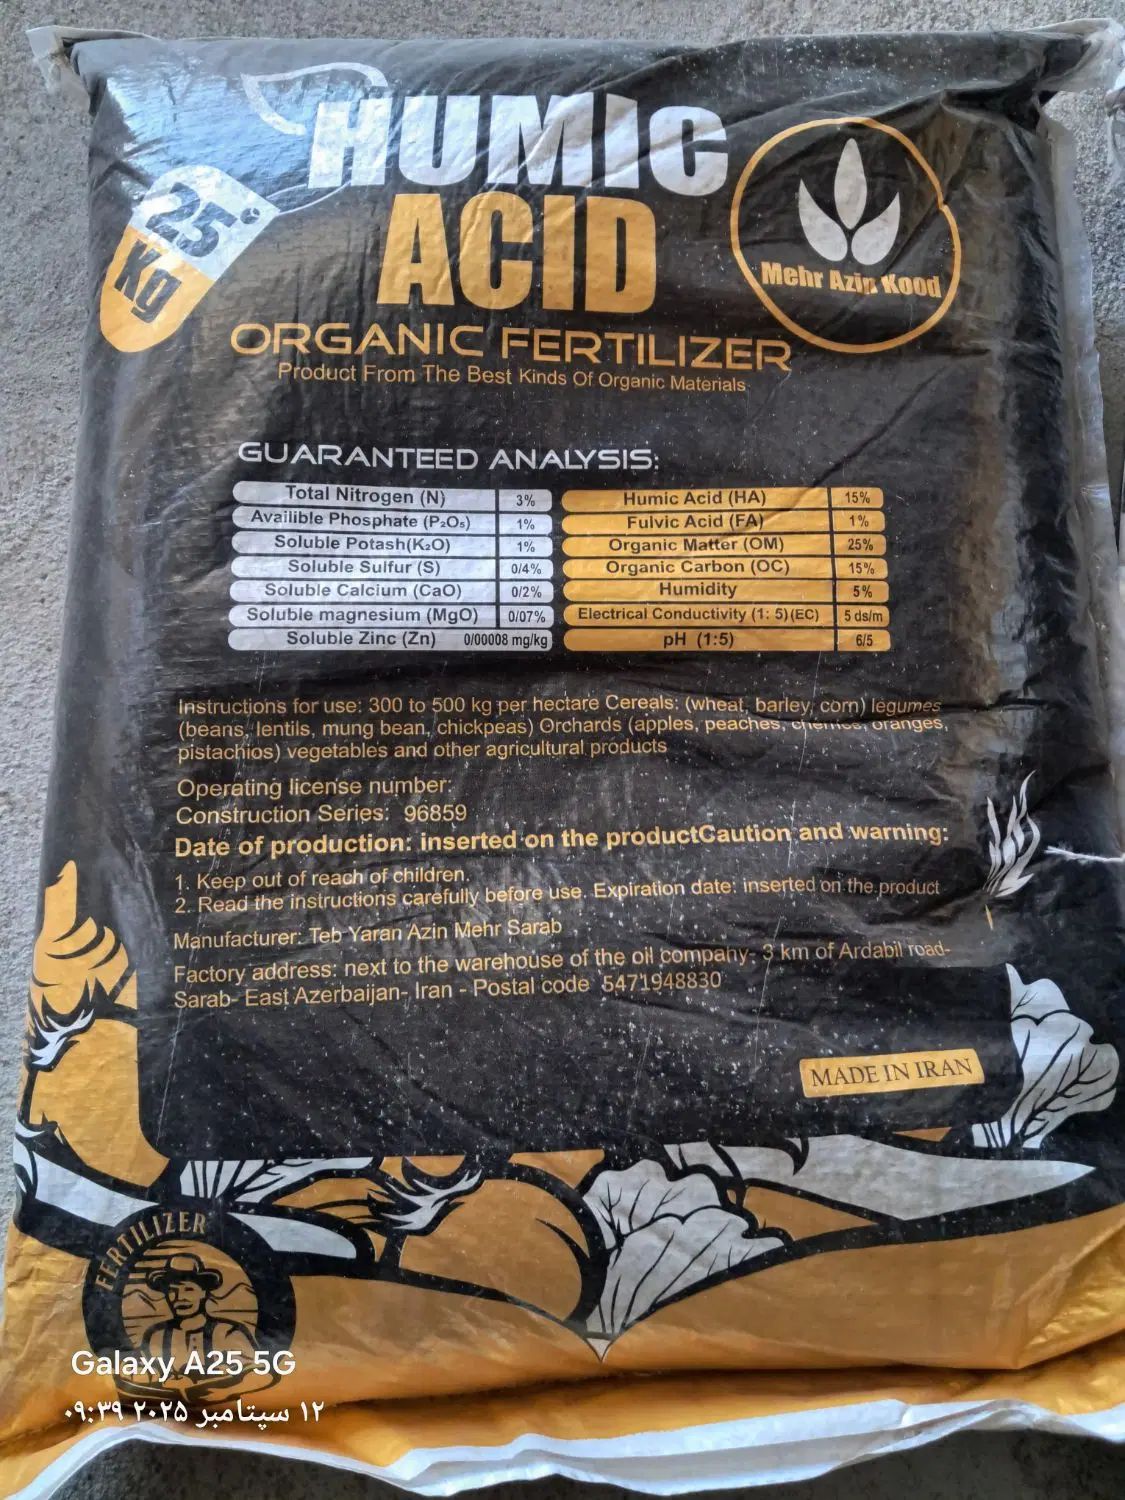 HUMIC
ACID
25
Kg
Mehr Azin Kood
ORGANIC FERTILIZER
Product From The Best Kinds Of Organic Materials
GUARANTEED ANALYSIS:
Total Nitrogen (N) 3%
Availible Phosphate (P₂O₅) 1%
Soluble Potash(K₂O) 1%
Soluble Sulfur (S) 0/4%
Soluble Calcium (CaO) 0/2%
Soluble magnesium (MgO) 0/07%
Soluble Zinc (Zn) 0/00008 mg/kg
Humic Acid (HA) 15%
Fulvic Acid (FA) 1%
Organic Matter (OM) 25%
Organic Carbon (OC) 15%
Humidity 5%
Electrical Conductivity (1: 5)(EC) 5 ds/m
pH (1:5) 6/5
Instructions for use: 300 to 500 kg per hectare Cereals: (wheat, barley, corn) legumes
(beans, lentils, mung bean, chickpeas) Orchards (apples, peaches, cherries, oranges,
pistachios) vegetables and other agricultural products
Operating license number:
Construction Series: 96859
Date of production: inserted on the productCaution and warning:
1. Keep out of reach of children.
2. Read the instructions carefully before use. Expiration date: inserted on the product
Manufacturer: Teb Yaran Azin Mehr Sarab
Factory address: next to the warehouse of the oil company- 3 km of Ardabil road-
Sarab- East Azerbaijan- Iran - Postal code 5471948830
MADE IN IRAN
FERTILIZER
Galaxy A25 5G
۱۲ سپتامبر ۲۰۲۵ ۰۹:۳۹